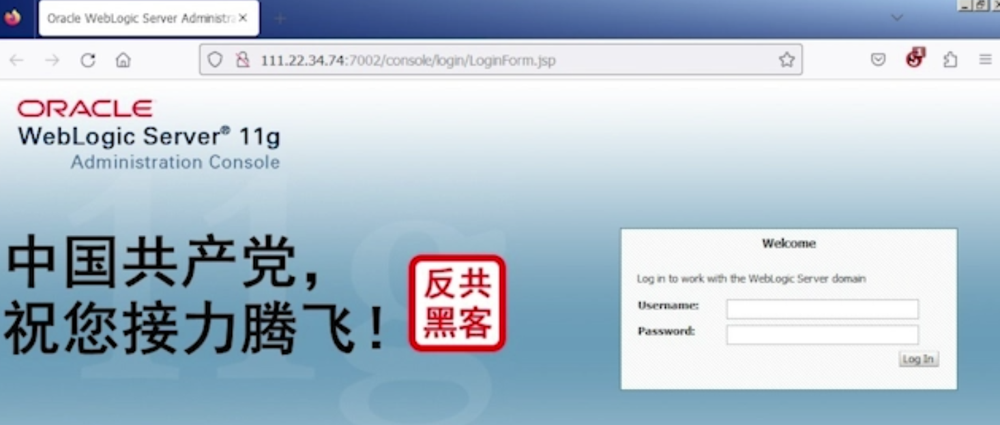 Oracle WebLogic Server Administra
111.22.34.74:7002/console/login/LoginForm.jsp
1
ORACLE
WebLogic Server® 11g
Administration Console
11g
中国共产党，
祝您接力腾飞！
反共
黑客
Welcome
Log in to work with the WebLogic Server domain
Username:
Password:
Log In